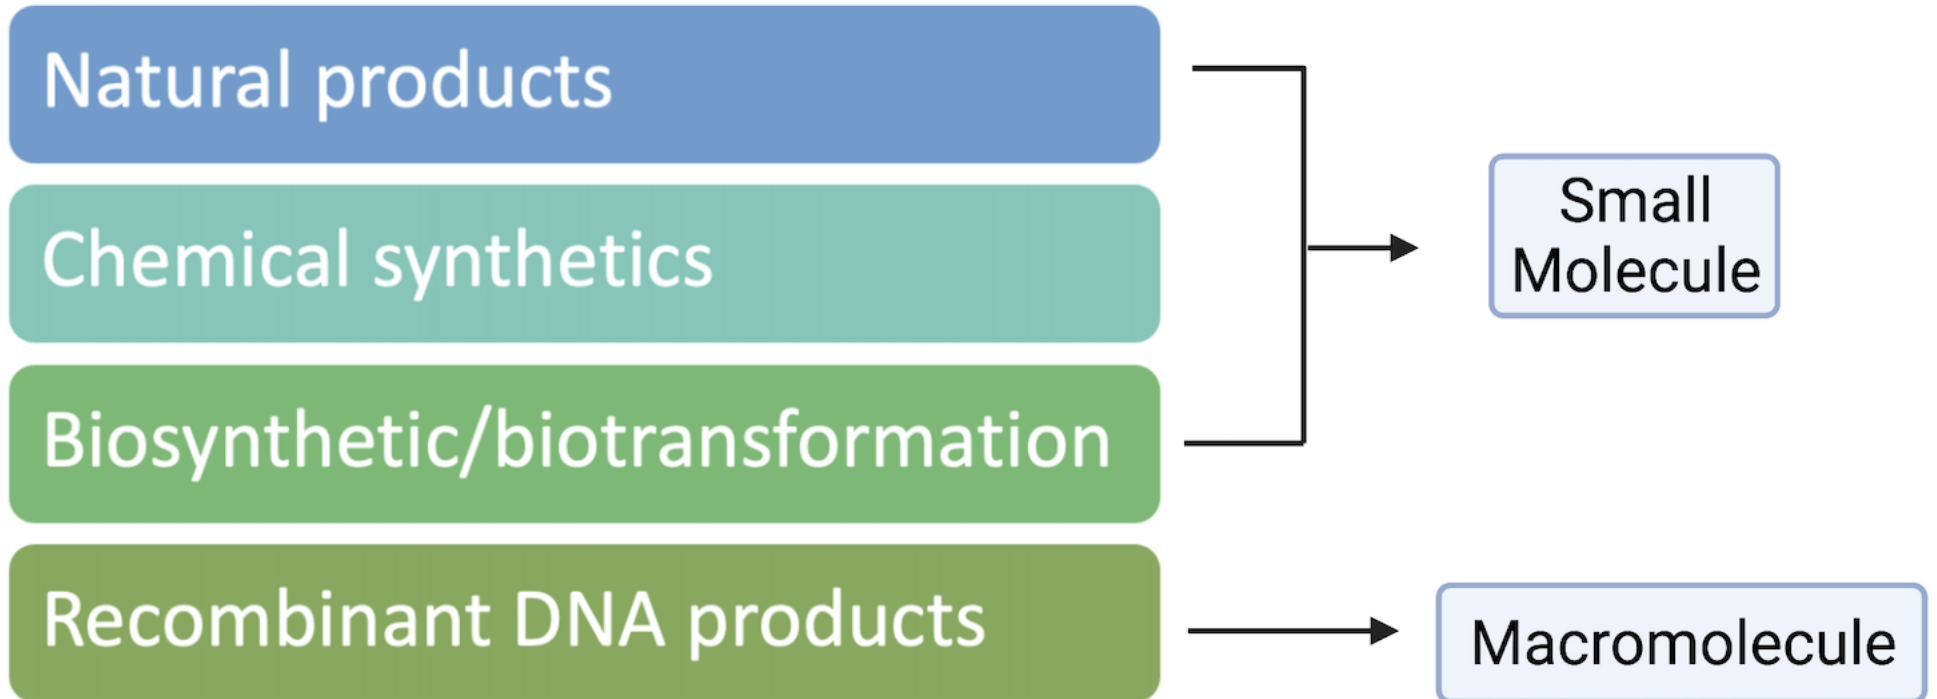 Natural products
Chemical synthetics
Biosynthetic/biotransformation
Recombinant DNA products
Small
Molecule
Macromolecule